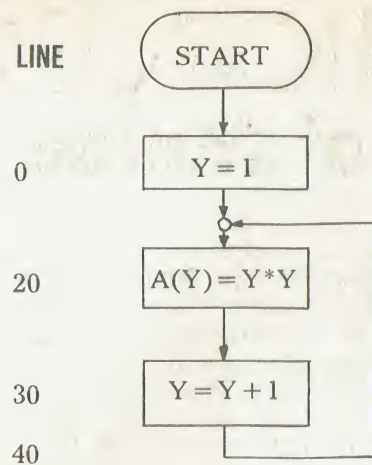 LINE
START
0
Y = 1
20
A(Y) = Y*Y
30
Y = Y + 1
40